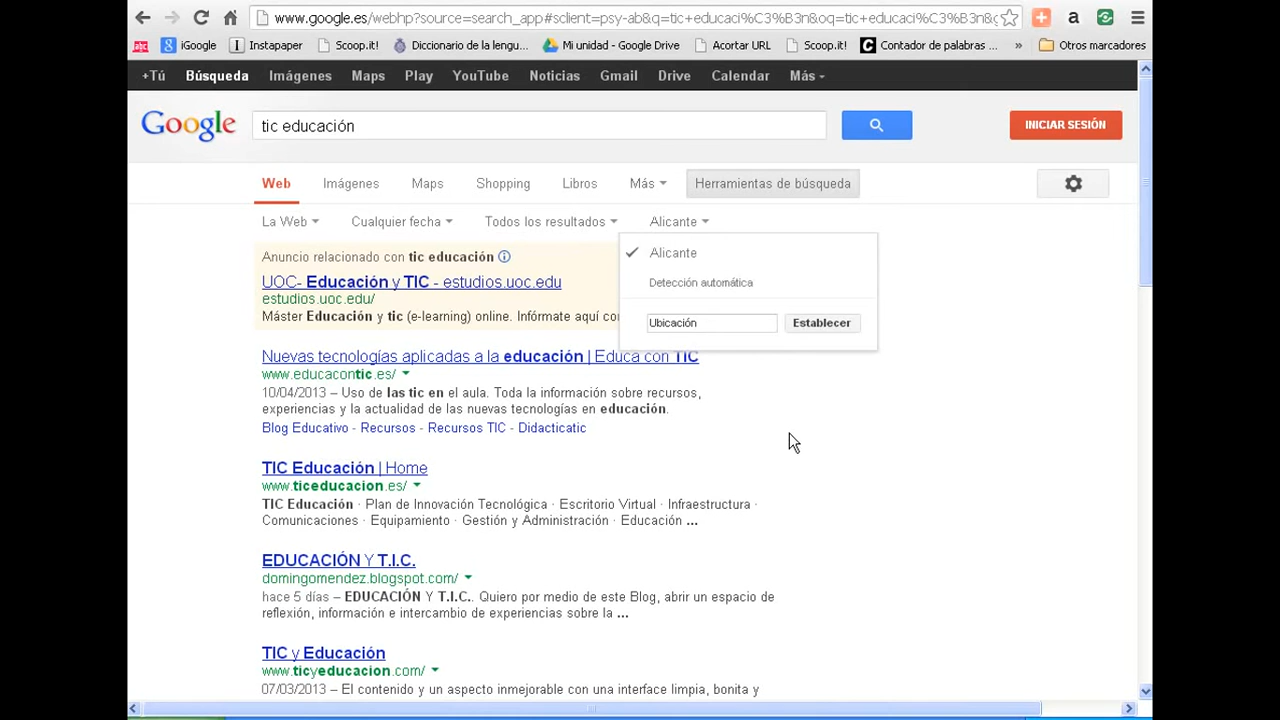 www.google.es/webhp?source=search_app#sclient=psy-ab&q=tic+educaci%C3%B3n&oq=tic+educaci%C3%B3n&
abc iGoogle Instapaper Scoop.it! Diccionario de la lengu... Mi unidad - Google Drive Acortar URL Scoop.it! Contador de palabras ... » Otros marcadores
+Tú Búsqueda Imágenes Maps Play YouTube Noticias Gmail Drive Calendar Más
Google tic educación INICIAR SESIÓN
Web Imágenes Maps Shopping Libros Más Herramientas de búsqueda
La Web Cualquier fecha Todos los resultados Alicante
Alicante
Detección automática
Ubicación Establecer
Anuncio relacionado con tic educación
UOC- Educación y TIC - estudios.uoc.edu
estudios.uoc.edu/
Máster Educación y tic (e-learning) online. Infórmate aquí
Nuevas tecnologías aplicadas a la educación | Educa con TIC
www.educacontic.es/
10/04/2013 – Uso de las tic en el aula. Toda la información sobre recursos,
experiencias y la actualidad de las nuevas tecnologías en educación.
Blog Educativo - Recursos - Recursos TIC - Didacticatic
TIC Educación | Home
www.ticeducacion.es/
TIC Educación · Plan de Innovación Tecnológica · Escritorio Virtual · Infraestructura ·
Comunicaciones · Equipamiento · Gestión y Administración · Educación ...
EDUCACIÓN Y T.I.C.
domingomendez.blogspot.com/
hace 5 días – EDUCACIÓN Y T.I.C.. Quiero por medio de este Blog, abrir un espacio de
reflexión, información e intercambio de experiencias sobre la ...
TIC y Educación
www.ticyeducacion.com/
07/03/2013 – El contenido y un aspecto inmejorable con una interface limpia, bonita y